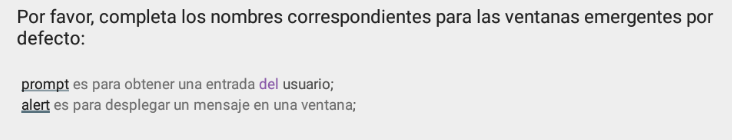 Por favor, completa los nombres correspondientes para las ventanas emergentes por
defecto:
prompt es para obtener una entrada del usuario;
alert es para desplegar un mensaje en una ventana;